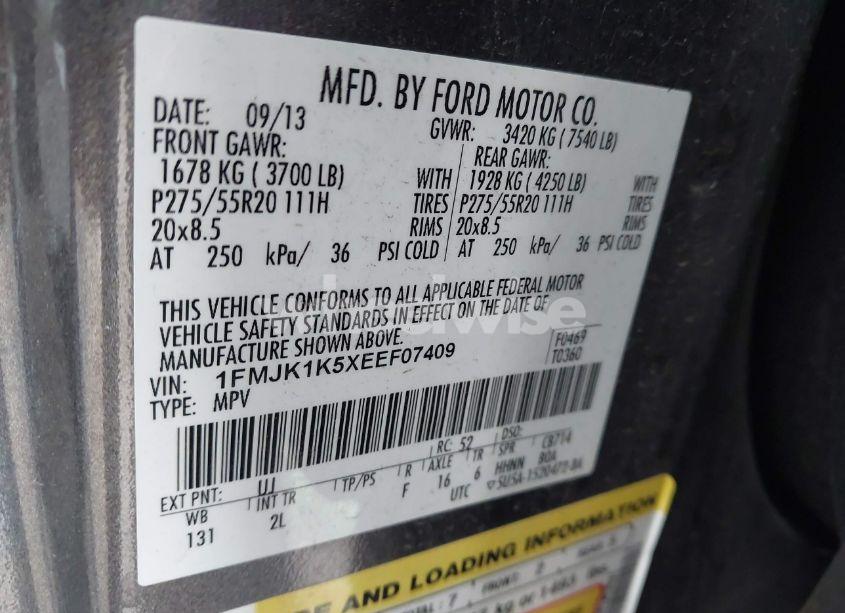 MFD. BY FORD MOTOR CO.
DATE: 09/13 GVWR: 3420 KG ( 7540 LB)
FRONT GAWR: REAR GAWR:
1678 KG ( 3700 LB) WITH 1928 KG ( 4250 LB) WITH
P275/55R20 111H TIRES P275/55R20 111H TIRES
20x8.5 RIMS 20x8.5 RIMS
AT 250 kPa/ 36 PSI COLD AT 250 kPa/ 36 PSI COLD
THIS VEHICLE CONFORMS TO ALL APPLICABLE FEDERAL MOTOR
VEHICLE SAFETY STANDARDS IN EFFECT ON THE DATE OF
MANUFACTURE SHOWN ABOVE. F0469
VIN: 1FMJK1K5XEEF07409 T0360
TYPE: MPV
EXT PNT: UJ RC: 52 DSO:
WB INT TR TP/PS R AXLE TR SPR C8714
131 2L F 16 6 HHNN BOA
UTC
E AND LOADING INFORMATION